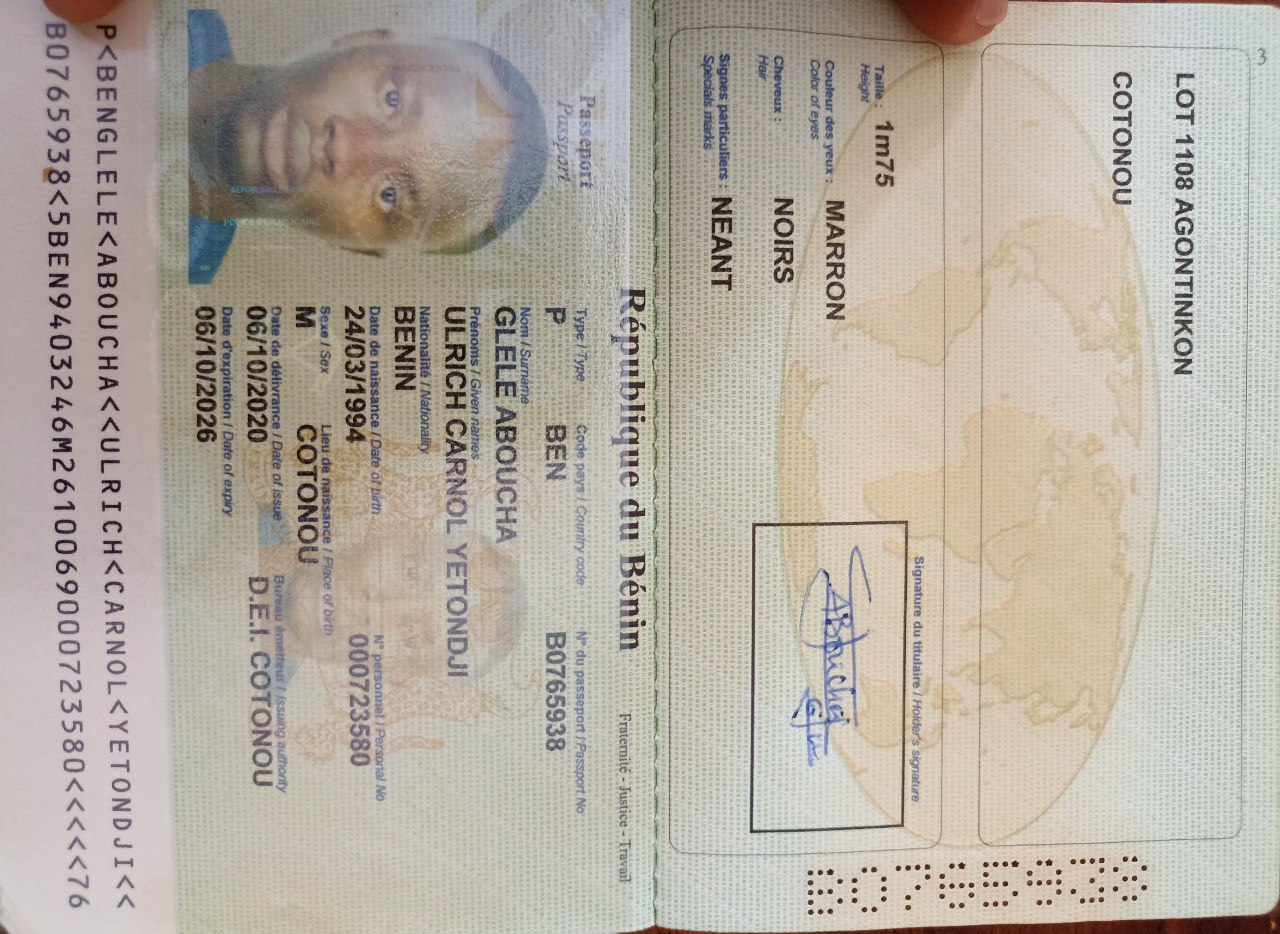 3
LOT 1108 AGONTINKON
COTONOU
B0765938
Signature du titulaire / Holder's signature
ABoucha
Taille : 1m75
Height
Couleur des yeux : MARRON
Color of eyes
Cheveux : NOIRS
Hair
Signes particuliers : NEANT
Specials marks
République du Bénin
Fraternité - Justice - Travail
Passeport
Passport
Type / Type Code pays / Country code N° du passeport / Passport No
P BEN B0765938
Nom / Surname
GLELE ABOUCHA
Prénoms / Given names
ULRICH CARNOL YETONDJI
Nationalité / Nationality
BENIN
Date de naissance / Date of birth N° personnel / Personal No
24/03/1994 000723580
Sexe / Sex Lieu de naissance / Place of birth
M COTONOU
Date de délivrance / Date of issue Bureau émetteur / Issuing authority
06/10/2020 D.E.I. COTONOU
Date d'expiration / Date of expiry
06/10/2026
P<BENGLELE<ABOUCHA<<ULRICH<CARNOL<YETONDJI<<
B0765938<5BEN9403246M2610069000723580<<<<<76